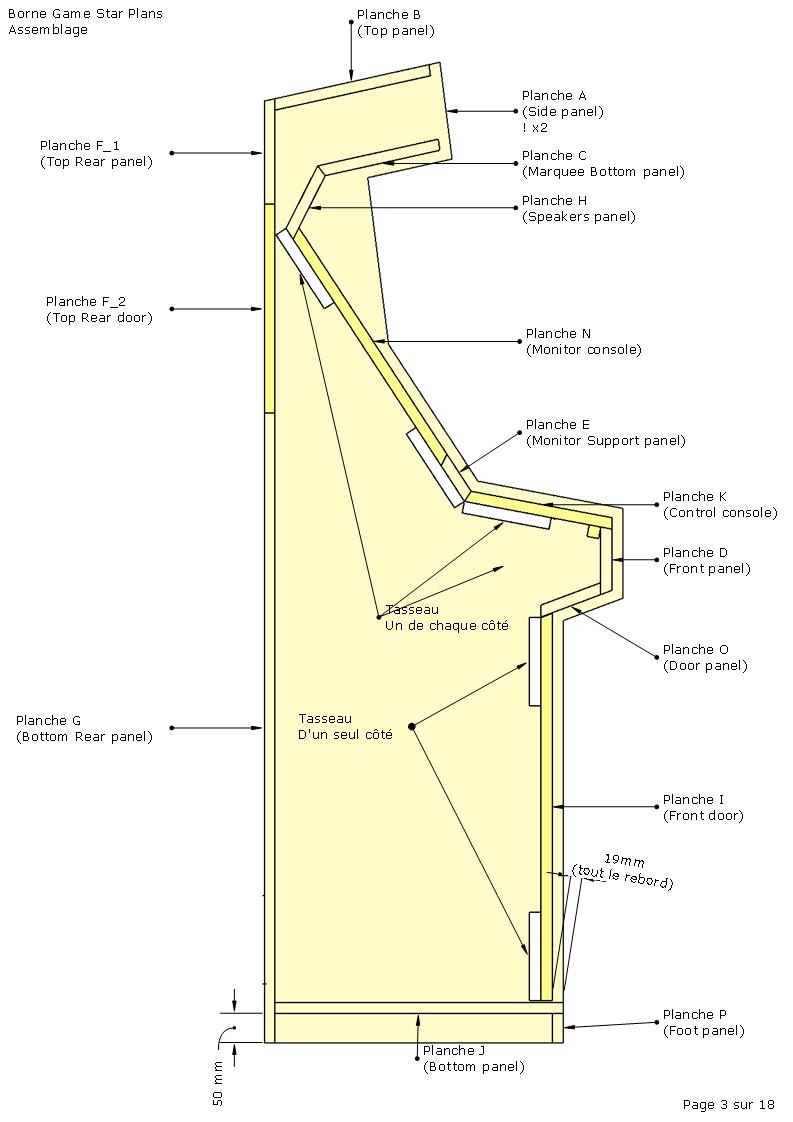 Borne Game Star Plans
Assemblage
Planche B
(Top panel)
Planche A
(Side panel)
! x2
Planche F_1
(Top Rear panel)
Planche C
(Marquee Bottom panel)
Planche H
(Speakers panel)
Planche F_2
(Top Rear door)
Planche N
(Monitor console)
Planche E
(Monitor Support panel)
Planche K
(Control console)
Planche D
(Front panel)
Tasseau
Un de chaque côté
Planche O
(Door panel)
Tasseau
D'un seul côté
Planche G
(Bottom Rear panel)
Planche I
(Front door)
19mm
(tout le rebord)
Planche P
(Foot panel)
Planche J
(Bottom panel)
50 mm
Page 3 sur 18